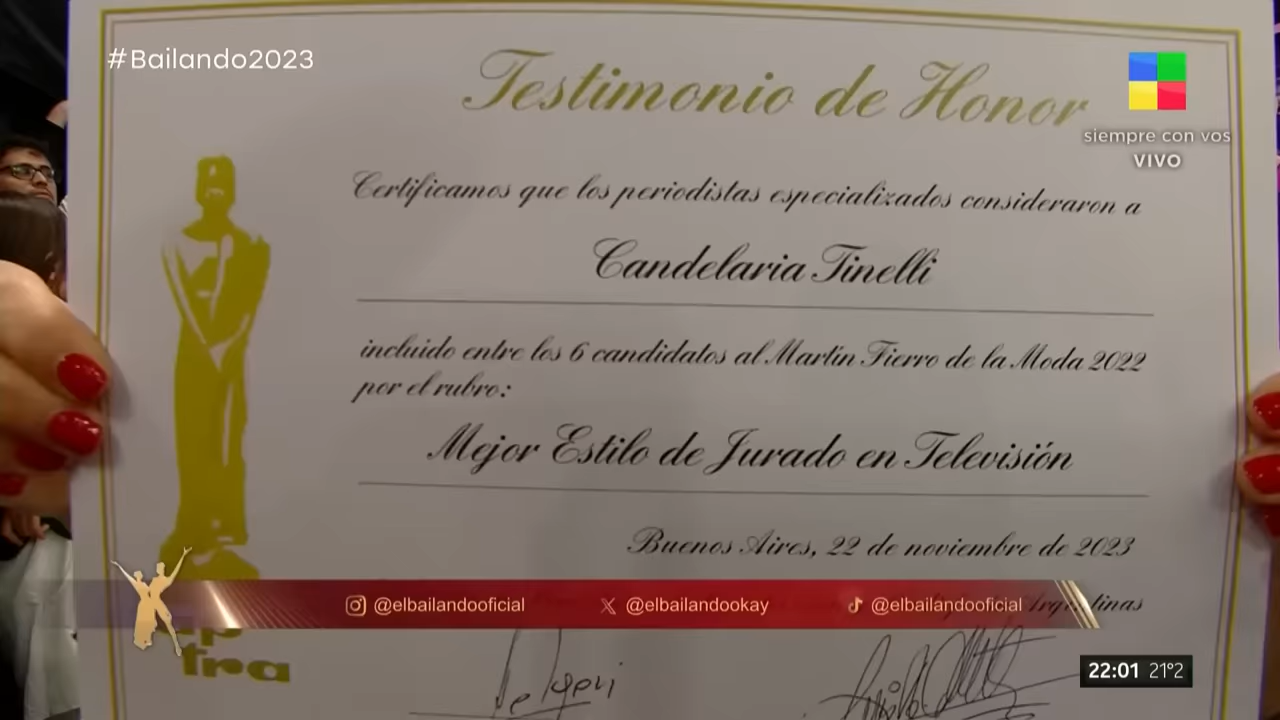 #Bailando2023
Testimonio de Honor
siempre con vos
VIVO
Certificamos que los periodistas especializados consideraron a
Candelaria Tinelli
incluido entre los 6 candidatos al Martín Fierro de la Moda 2022
por el rubro:
Mejor Estilo de Jurado en Televisión
Buenos Aires, 22 de noviembre de 2023
@elbailandooficial @elbailandookay @elbailandooficial
tra
22:01 21°2